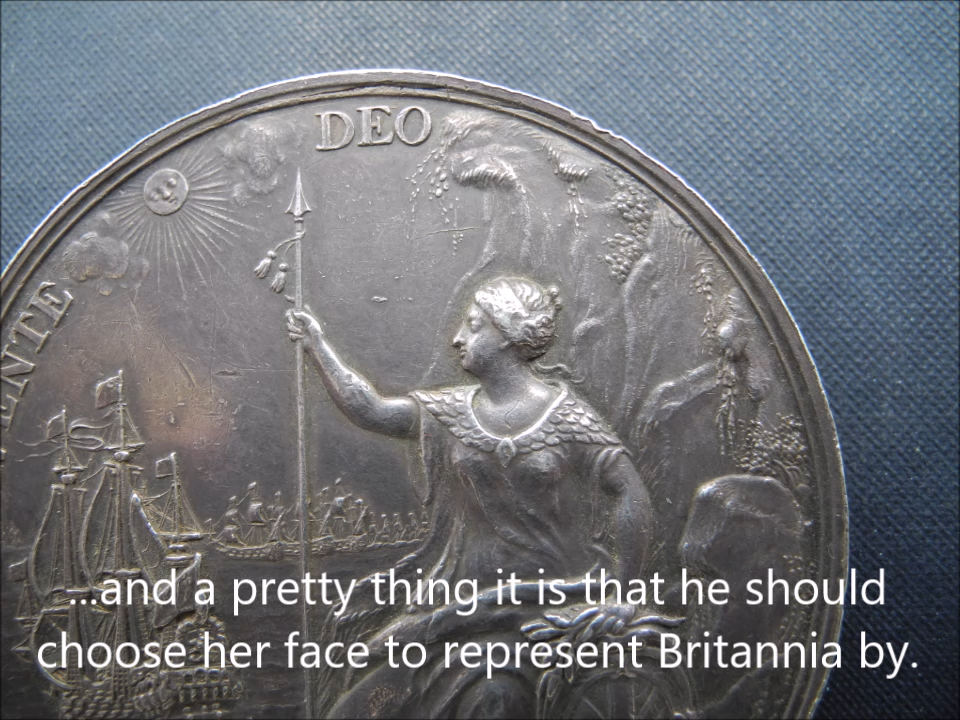 DEO
ENTE
...and a pretty thing it is that he should
choose her face to represent Britannia by.